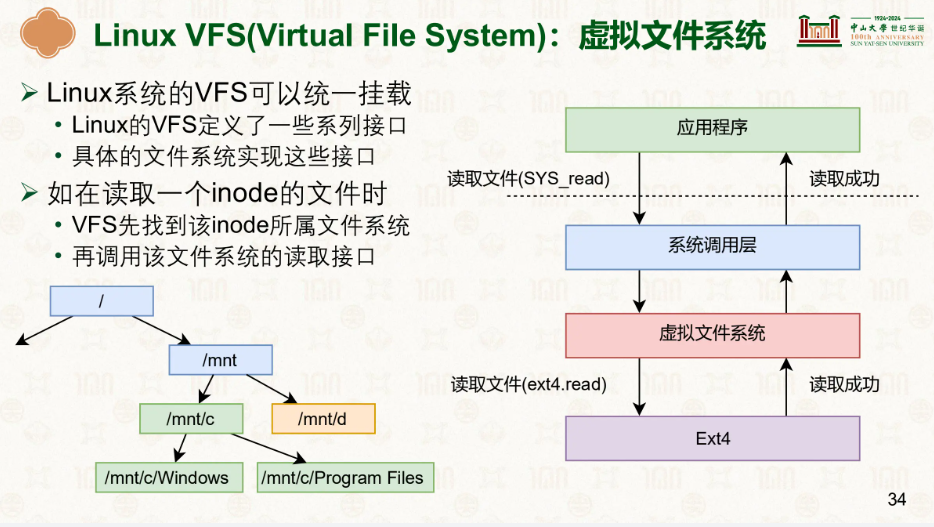 Linux VFS(Virtual File System)：虚拟文件系统
1924-2024
中山大學世纪华诞
100th ANNIVERSARY
SUN YAT-SEN UNIVERSITY
Linux系统的VFS可以统一挂载
• Linux的VFS定义了一些系列接口
• 具体的文件系统实现这些接口
如在读取一个inode的文件时
• VFS先找到该inode所属文件系统
• 再调用该文件系统的读取接口
/
/mnt
/mnt/c
/mnt/d
/mnt/c/Windows
/mnt/c/Program Files
应用程序
读取文件(SYS_read)
读取成功
系统调用层
虚拟文件系统
读取文件(ext4.read)
读取成功
Ext4
34